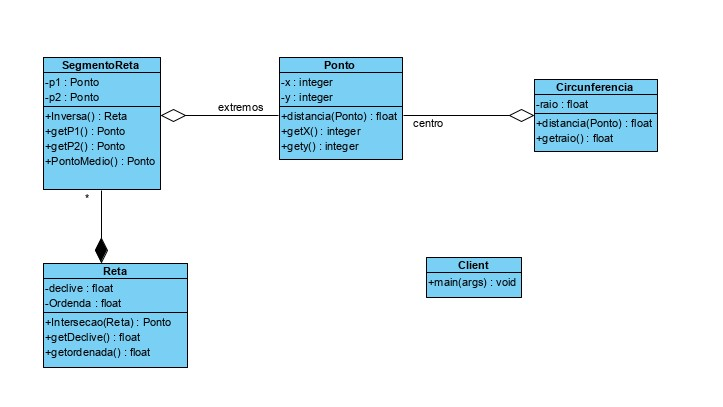 SegmentoReta
-p1 : Ponto
-p2 : Ponto
+Inversa() : Reta
+getP1() : Ponto
+getP2() : Ponto
+PontoMedio() : Ponto
extremos
Ponto
-x : integer
-y : integer
+distancia(Ponto) : float
+getX() : integer
+gety() : integer
centro
Circunferencia
-raio : float
+distancia(Ponto) : float
+getraio() : float
*
Reta
-declive : float
-Ordenda : float
+Intersecao(Reta) : Ponto
+getDeclive() : float
+getordenada() : float
Client
+main(args) : void